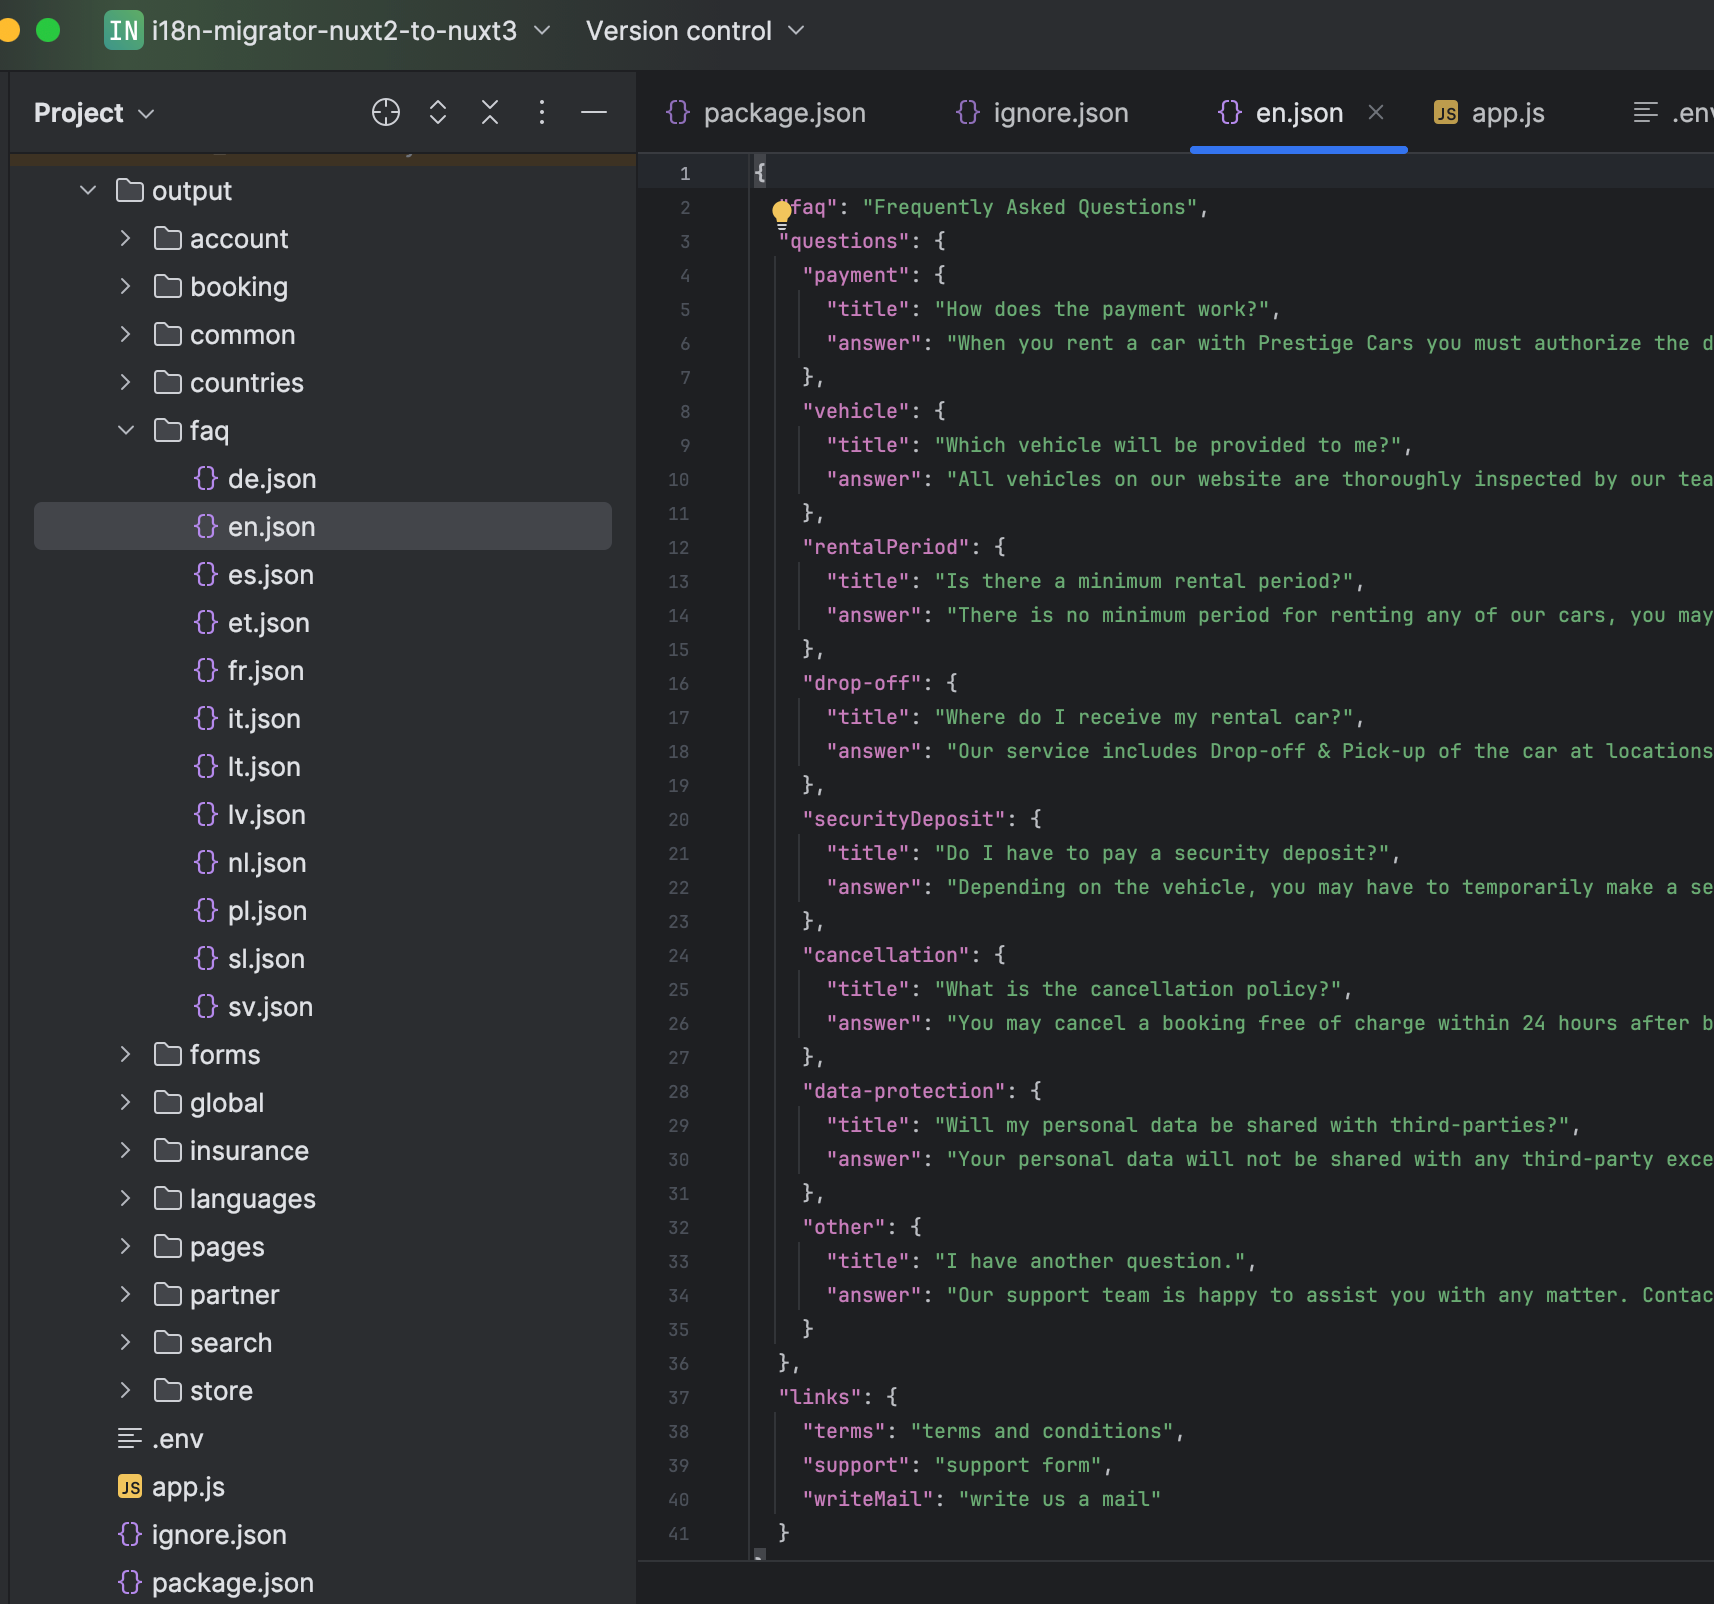 IN i18n-migrator-nuxt2-to-nuxt3 Version control
Project
output
account
booking
common
countries
faq
de.json
en.json
es.json
et.json
fr.json
it.json
lt.json
lv.json
nl.json
pl.json
sl.json
sv.json
forms
global
insurance
languages
pages
partner
search
store
.env
JS app.js
ignore.json
package.json
package.json ignore.json en.json JS app.js .env
1 {
2 "faq": "Frequently Asked Questions",
3 "questions": {
4 "payment": {
5 "title": "How does the payment work?",
6 "answer": "When you rent a car with Prestige Cars you must authorize the d
7 },
8 "vehicle": {
9 "title": "Which vehicle will be provided to me?",
10 "answer": "All vehicles on our website are thoroughly inspected by our tea
11 },
12 "rentalPeriod": {
13 "title": "Is there a minimum rental period?",
14 "answer": "There is no minimum period for renting any of our cars, you may
15 },
16 "drop-off": {
17 "title": "Where do I receive my rental car?",
18 "answer": "Our service includes Drop-off & Pick-up of the car at locations
19 },
20 "securityDeposit": {
21 "title": "Do I have to pay a security deposit?",
22 "answer": "Depending on the vehicle, you may have to temporarily make a se
23 },
24 "cancellation": {
25 "title": "What is the cancellation policy?",
26 "answer": "You may cancel a booking free of charge within 24 hours after b
27 },
28 "data-protection": {
29 "title": "Will my personal data be shared with third-parties?",
30 "answer": "Your personal data will not be shared with any third-party exce
31 },
32 "other": {
33 "title": "I have another question.",
34 "answer": "Our support team is happy to assist you with any matter. Contac
35 }
36 },
37 "links": {
38 "terms": "terms and conditions",
39 "support": "support form",
40 "writeMail": "write us a mail"
41 }